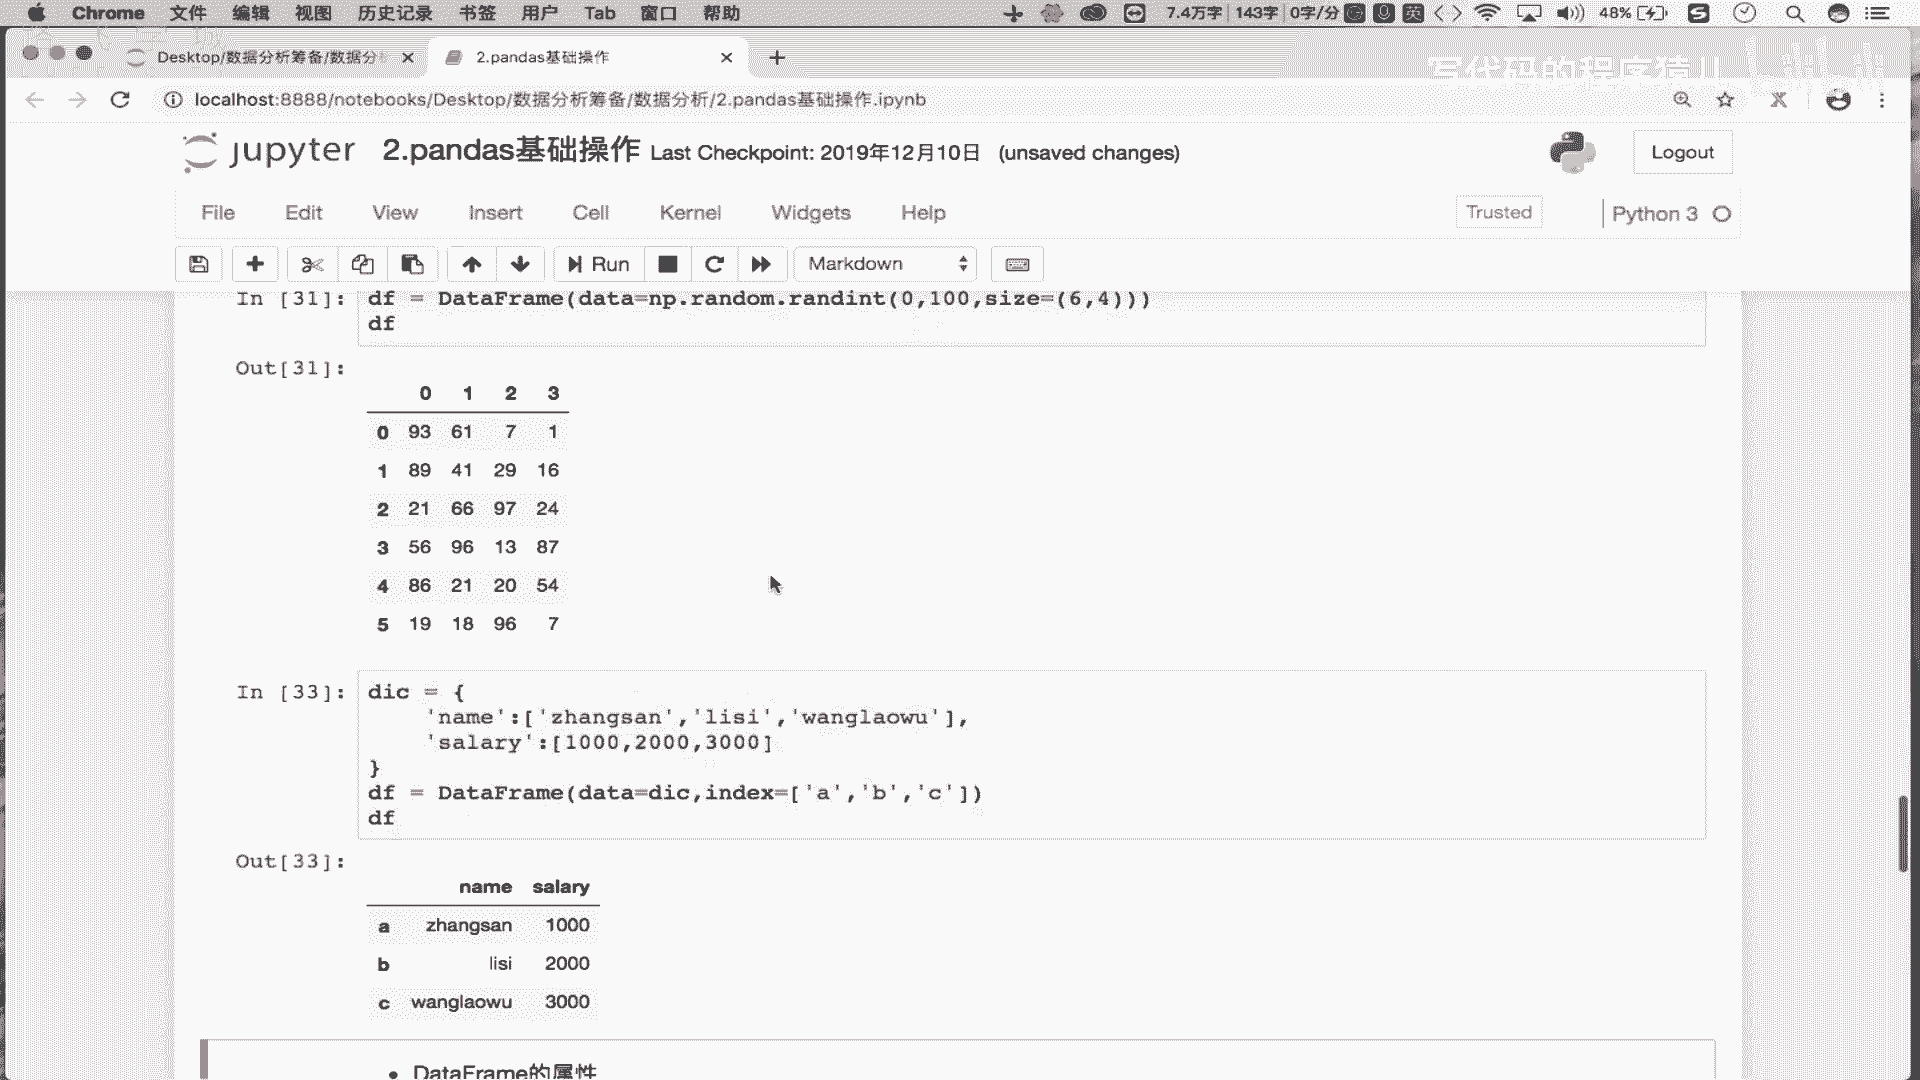 Chrome 文件 编辑 视图 历史记录 书签 用户 Tab 窗口 帮助 7.4万字 143字 0字/分 英 48%
Desktop/数据分析筹备/数据分析 2.pandas基础操作
写代码的程序猿儿 bilibili
localhost:8888/notebooks/Desktop/数据分析筹备/数据分析/2.pandas基础操作.ipynb
jupyter 2.pandas基础操作 Last Checkpoint: 2019年12月10日 (unsaved changes) Logout
File Edit View Insert Cell Kernel Widgets Help Trusted Python 3
Run Markdown
In [31]: df = DataFrame(data=np.random.randint(0,100,size=(6,4)))
df
Out[31]:
0 1 2 3
0 93 61 7 1
1 89 41 29 16
2 21 66 97 24
3 56 96 13 87
4 86 21 20 54
5 19 18 96 7
In [33]: dic = {
'name':['zhangsan','lisi','wanglaowu'],
'salary':[1000,2000,3000]
}
df = DataFrame(data=dic,index=['a','b','c'])
df
Out[33]:
name salary
a zhangsan 1000
b lisi 2000
c wanglaowu 3000
• DataFrame的属性